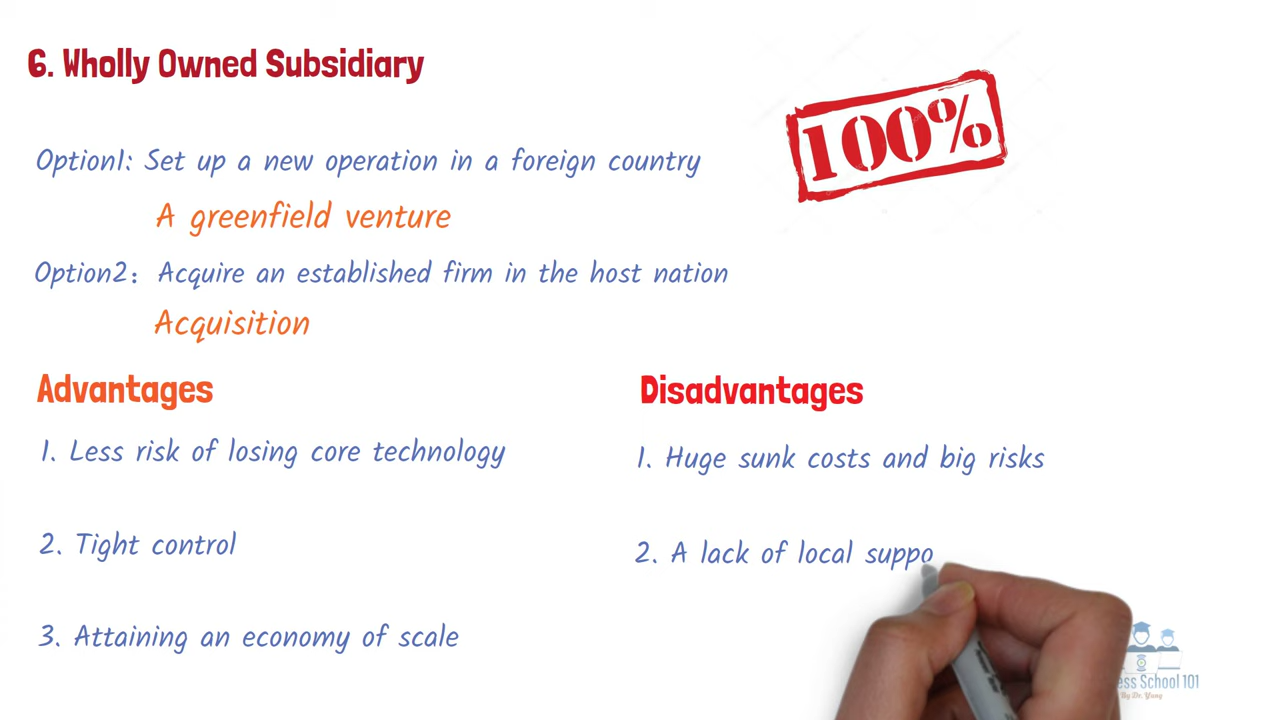 6. Wholly Owned Subsidiary
100%
Option1: Set up a new operation in a foreign country
A greenfield venture
Option2: Acquire an established firm in the host nation
Acquisition
Advantages
Disadvantages
1. Less risk of losing core technology
1. Huge sunk costs and big risks
2. Tight control
2. A lack of local suppo
3. Attaining an economy of scale
ess School 101
By Dr. Yang